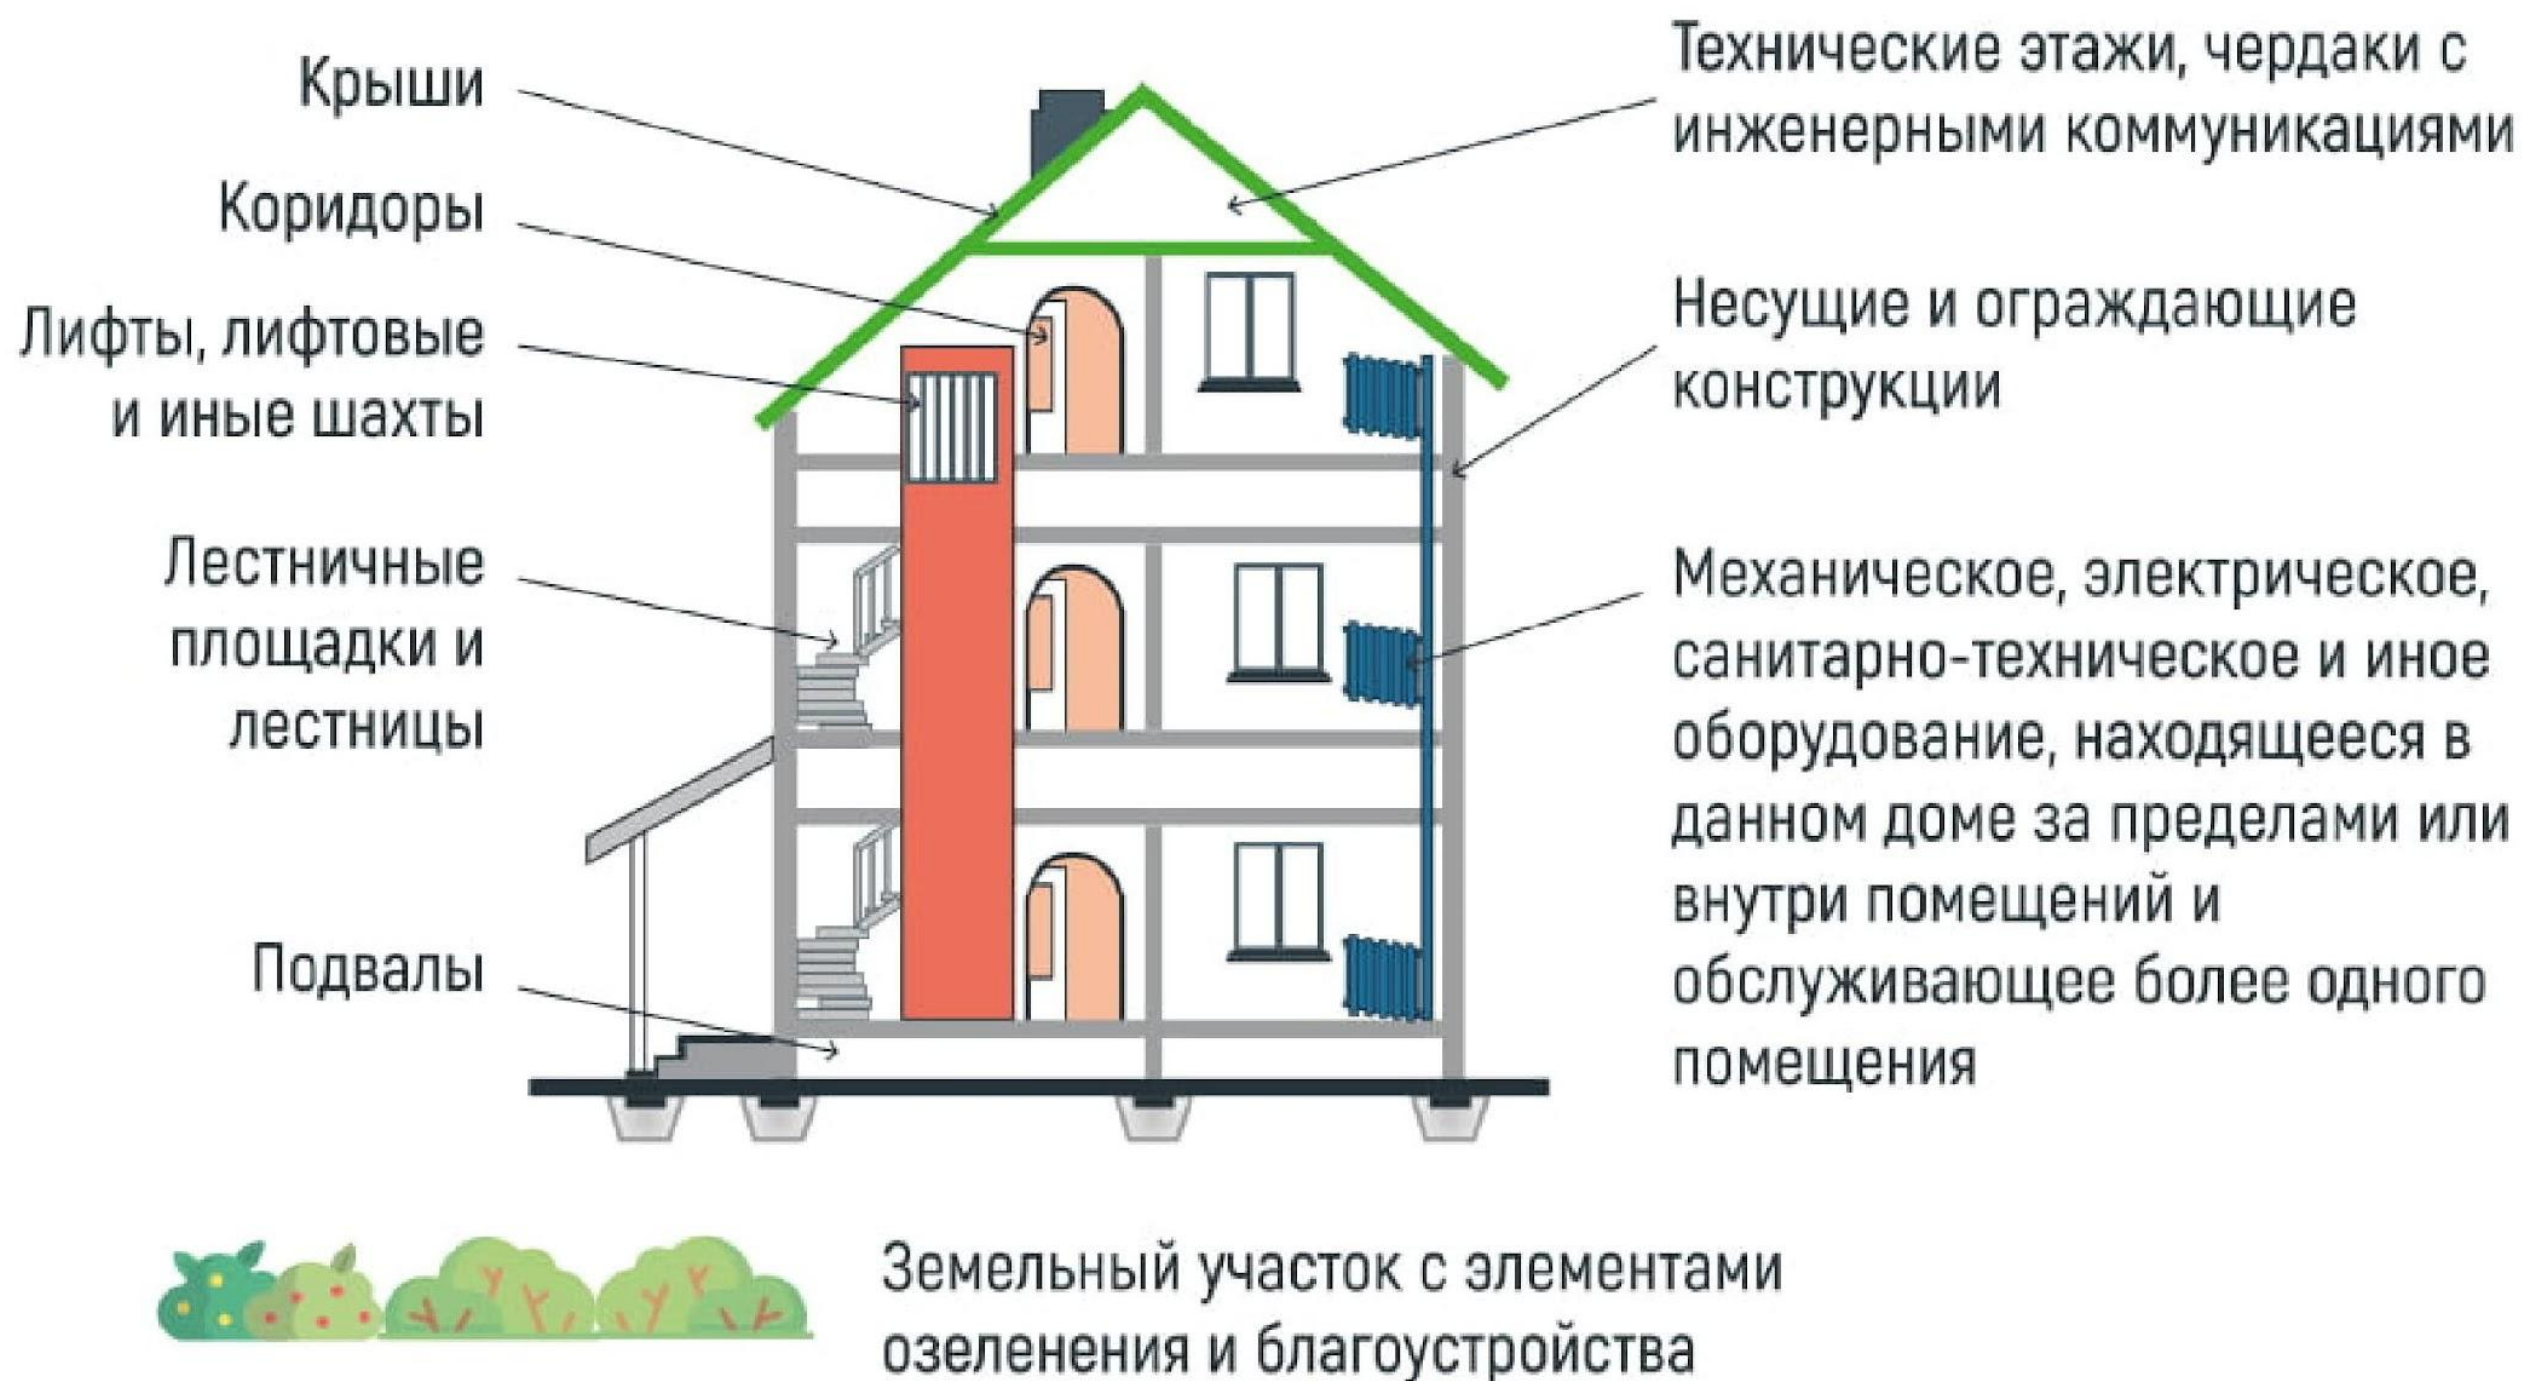 Крыши
Коридоры
Лифты, лифтовые
и иные шахты
Лестничные
площадки и
лестницы
Подвалы
Технические этажи, чердаки с
инженерными коммуникациями
Несущие и ограждающие
конструкции
Механическое, электрическое,
санитарно-техническое и иное
оборудование, находящееся в
данном доме за пределами или
внутри помещений и
обслуживающее более одного
помещения
Земельный участок с элементами
озеленения и благоустройства